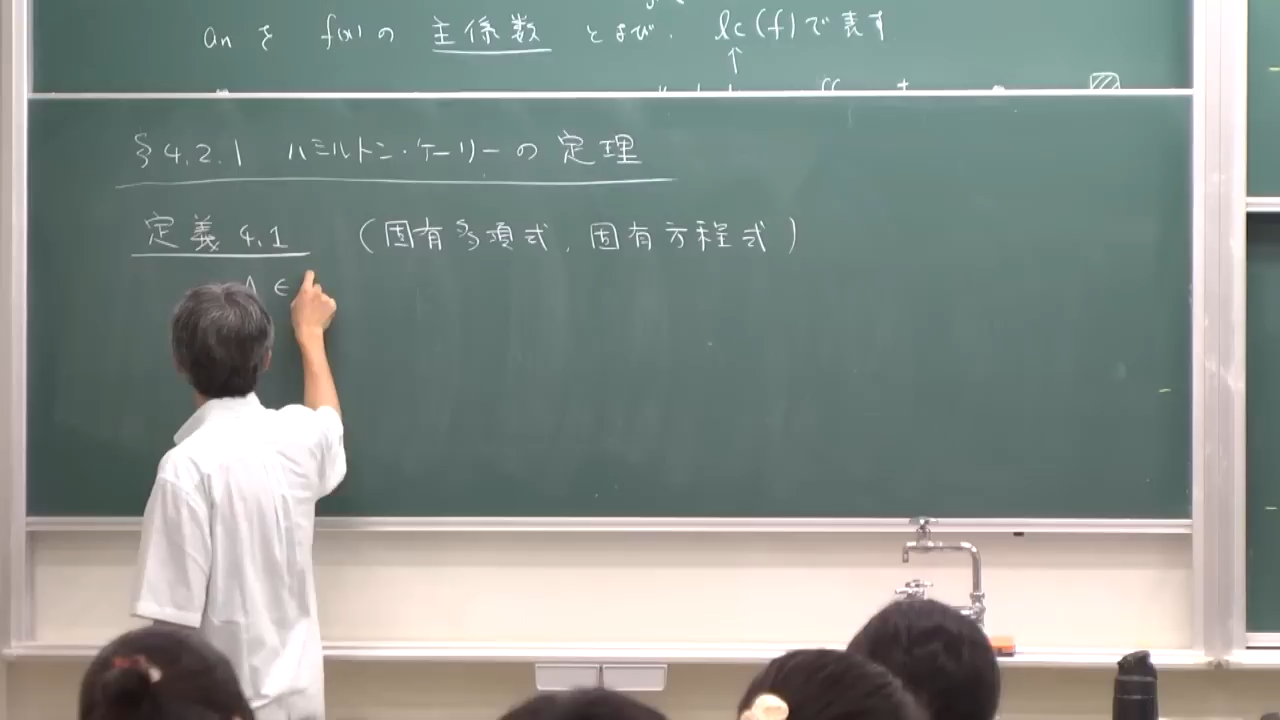 an を f(x) の 主係数 とよび, lc(f)で表す
§4.2.1 ハミルトン・ケーリーの定理
定義 4.1 (固有多項式, 固有方程式)
A ∈